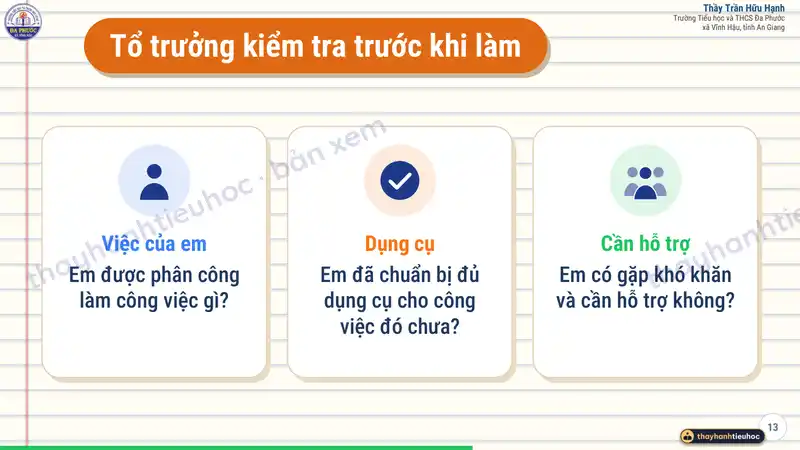 ĐA PHƯỚC
Thầy Trần Hữu Hạnh
Trường Tiểu học và THCS Đa Phước
xã Vĩnh Hậu, tỉnh An Giang
Tổ trưởng kiểm tra trước khi làm
thayhanhtieuhoc · bản xem
thayhanhtieu
Việc của em
Em được phân công
làm công việc gì?
Dụng cụ
Em đã chuẩn bị đủ
dụng cụ cho công
việc đó chưa?
Cần hỗ trợ
Em có gặp khó khăn
và cần hỗ trợ không?
thayhanhtieuhoc
13